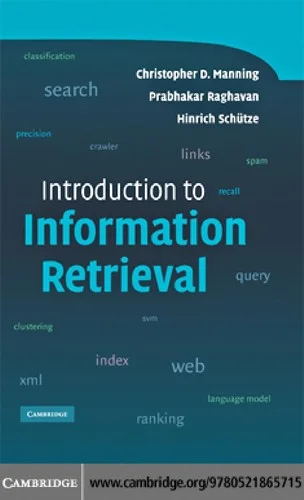 classification
Christopher D. Manning
search
Prabhakar Raghavan
Hinrich Schütze
precision
crawler
links
spam
Introduction to
recall
Information
Retrieval
query
svm
clustering
index
web
xml
language model
CAMBRIDGE
ranking
CAMBRIDGE
www.cambridge.org/9780521865715